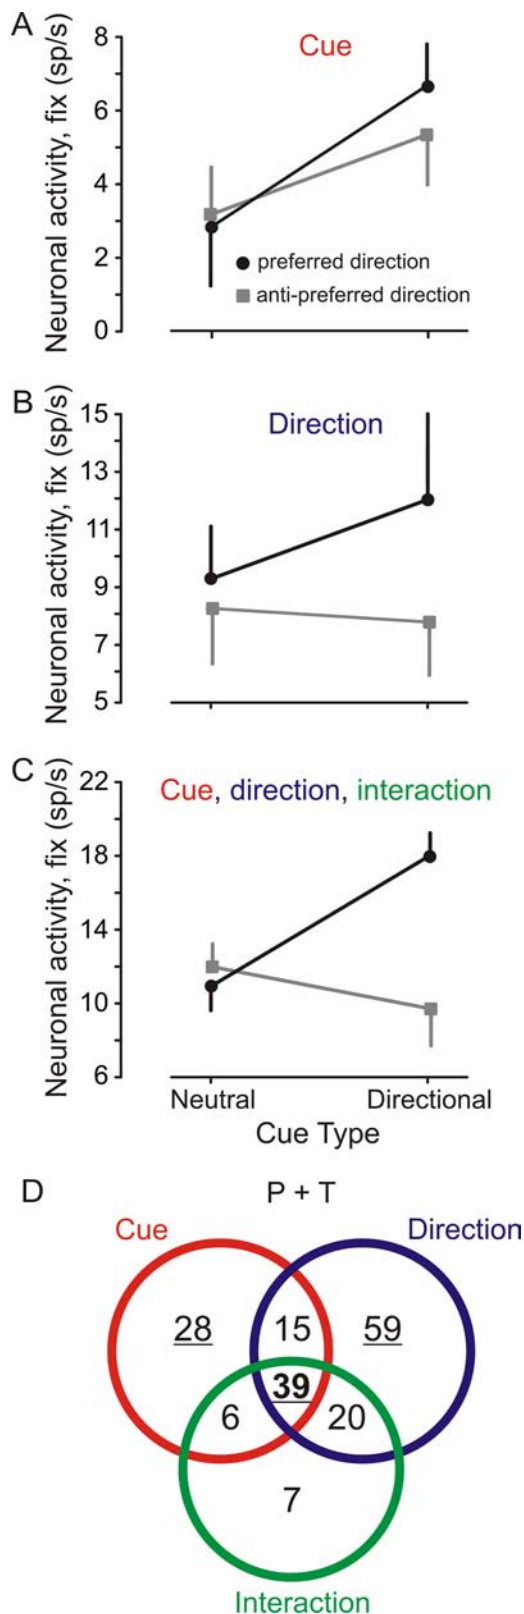 A
Cue
Neuronal activity, fix (sp/s)
8
6
4
2
0
preferred direction
anti-preferred direction
B
Direction
Neuronal activity, fix (sp/s)
15
13
11
9
7
5
C
Cue, direction, interaction
Neuronal activity, fix (sp/s)
22
18
14
10
6
Neutral Directional
Cue Type
D
P + T
Cue Direction
28 15 59
39
6 20
7
Interaction